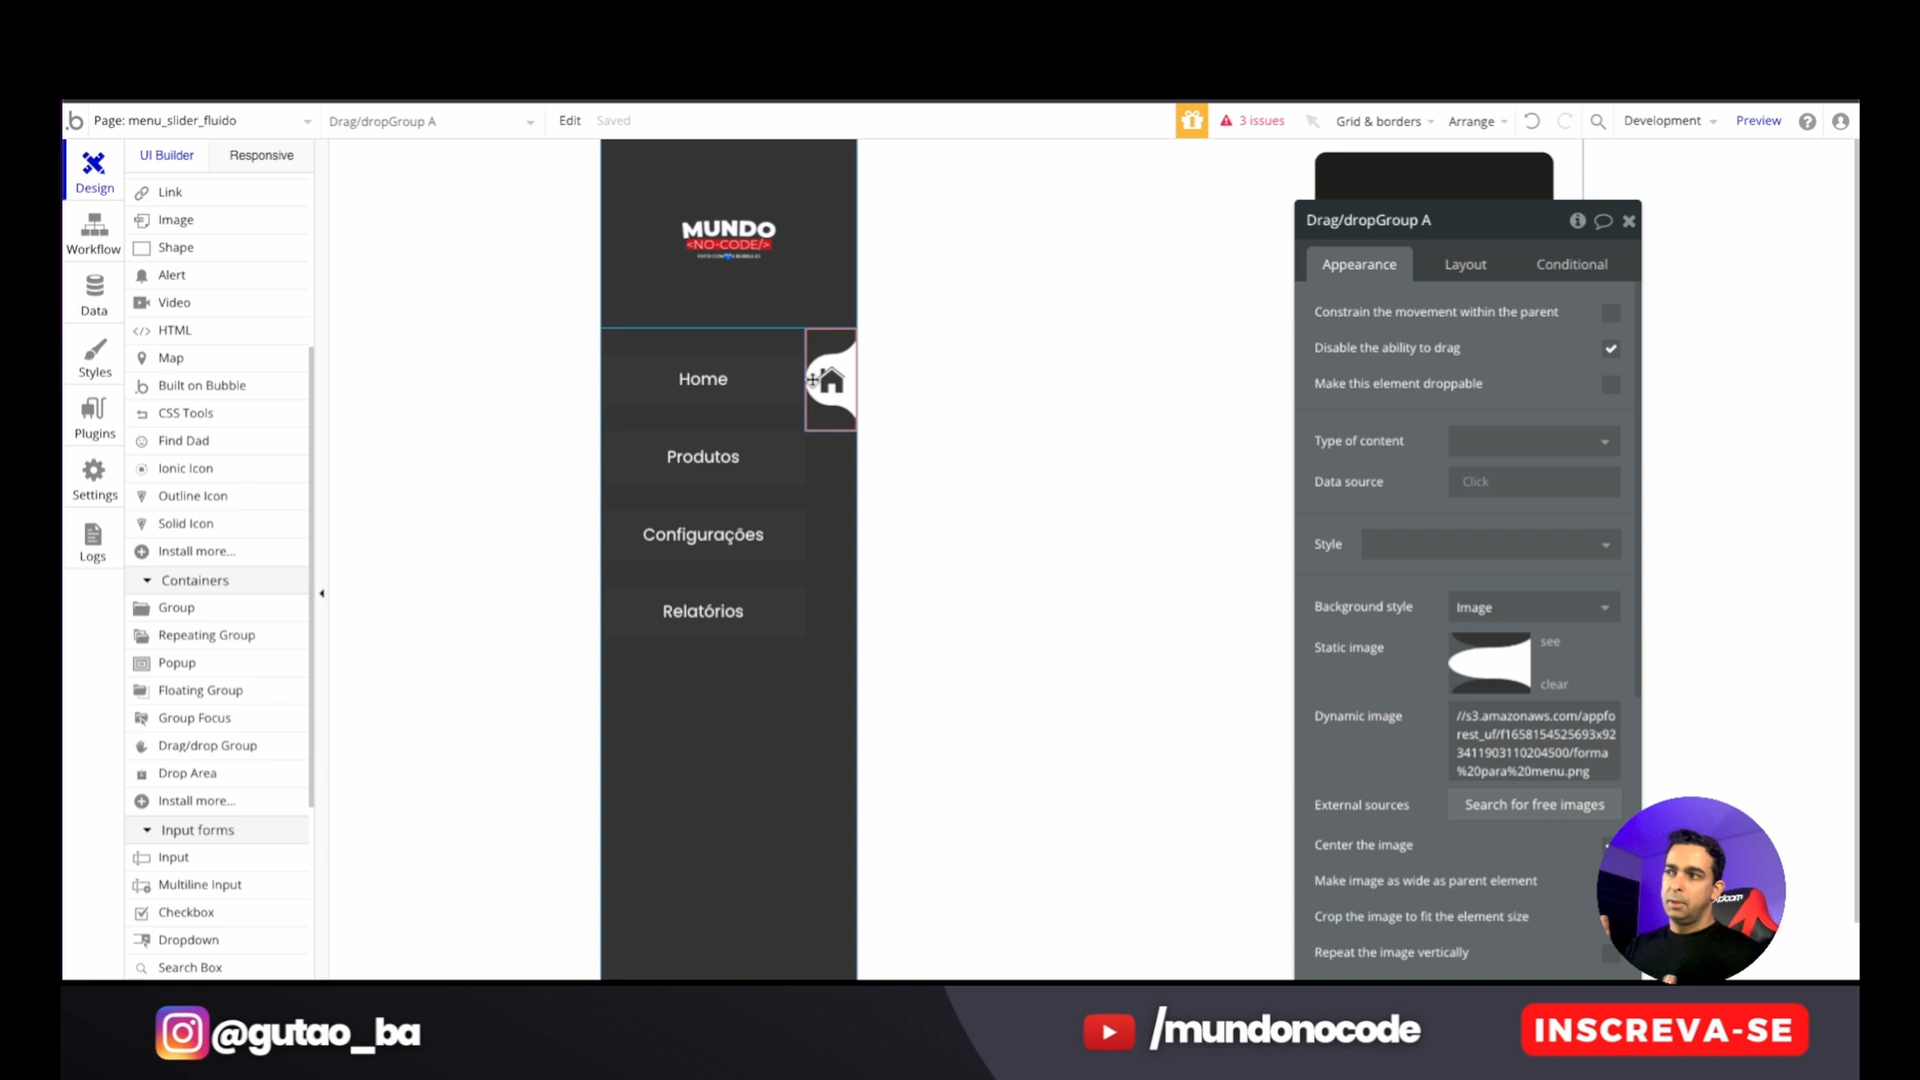 Page: menu_slider_fluido
Drag/dropGroup A
Edit
Saved
3 issues
Grid & borders
Arrange
Development
Preview
Design
Workflow
Data
Styles
Plugins
Settings
Logs
UI Builder
Responsive
Link
Image
Shape
Alert
Video
HTML
Map
Built on Bubble
CSS Tools
Find Dad
Ionic Icon
Outline Icon
Solid Icon
Install more...
Containers
Group
Repeating Group
Popup
Floating Group
Group Focus
Drag/drop Group
Drop Area
Install more...
Input forms
Input
Multiline Input
Checkbox
Dropdown
Search Box
MUNDO
<NO-CODE/>
Home
Produtos
Configurações
Relatórios
Drag/dropGroup A
Appearance
Layout
Conditional
Constrain the movement within the parent
Disable the ability to drag
Make this element droppable
Type of content
Data source
Click
Style
Background style
Image
Static image
see
clear
Dynamic image
//s3.amazonaws.com/appfo
rest_uf/f1658154525693x92
3411903110204500/forma
%20para%20menu.png
External sources
Search for free images
Center the image
Make image as wide as parent element
Crop the image to fit the element size
Repeat the image vertically
@gutao_ba
/mundonocode
INSCREVA-SE